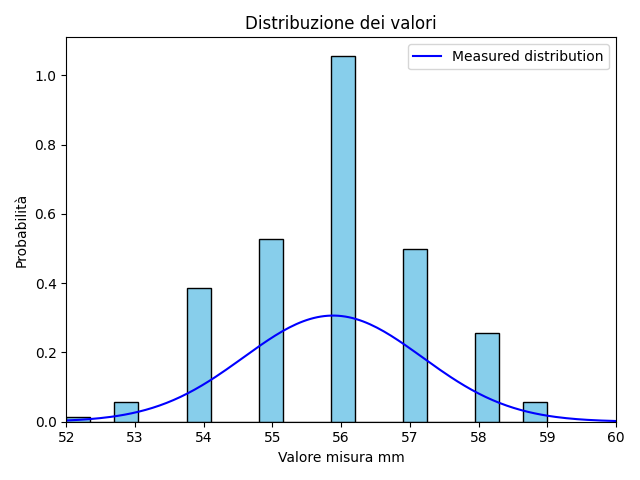 Distribuzione dei valori
Measured distribution
Probabilità
1.0
0.8
0.6
0.4
0.2
0.0
52 53 54 55 56 57 58 59 60
Valore misura mm